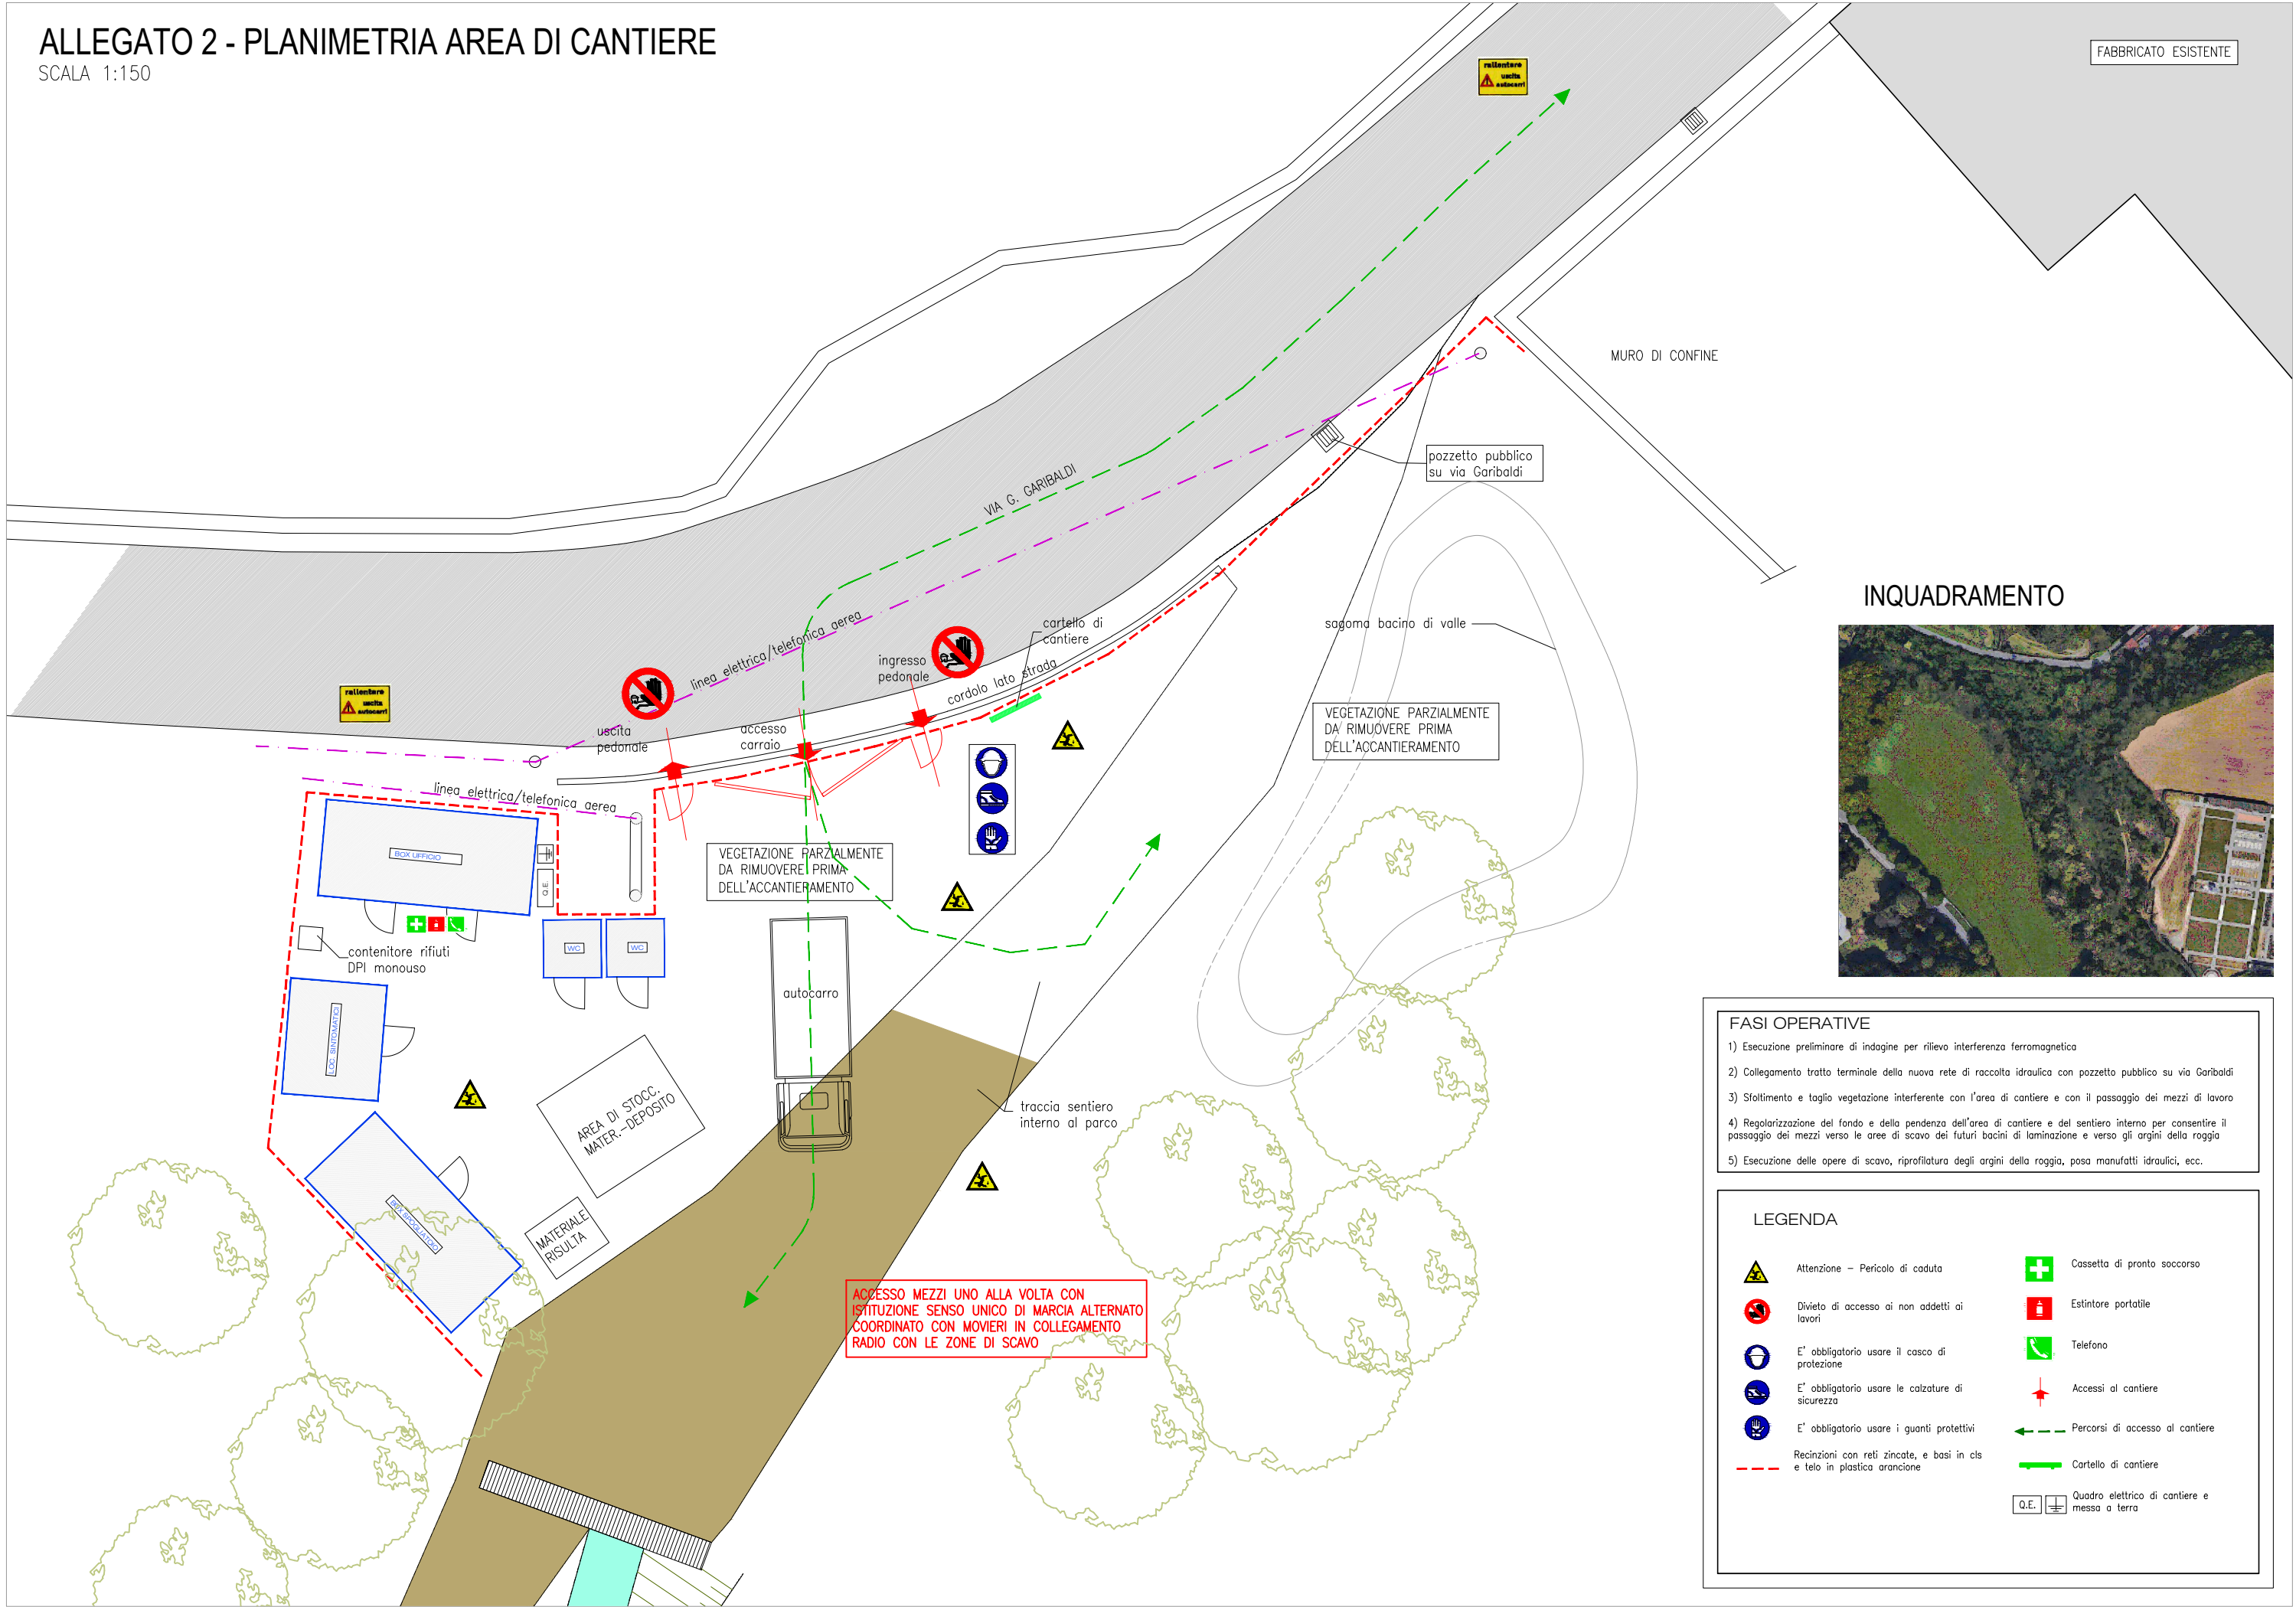 ALLEGATO 2 - PLANIMETRIA AREA DI CANTIERE
SCALA 1:150
FABBRICATO ESISTENTE
rallentare
uscita
autocarri
MURO DI CONFINE
pozzetto pubblico
su via Garibaldi
VIA G. GARIBALDI
INQUADRAMENTO
linea elettrica/telefonica aerea
cartello di
cantiere
sagoma bacino di valle
ingresso
pedonale
cordolo lato strada
rallentare
uscita
autocarri
uscita
pedonale
accesso
carraio
VEGETAZIONE PARZIALMENTE
DA RIMUOVERE PRIMA
DELL'ACCANTIERAMENTO
linea elettrica/telefonica aerea
BOX UFFICIO
Q.E.
VEGETAZIONE PARZIALMENTE
DA RIMUOVERE PRIMA
DELL'ACCANTIERAMENTO
contenitore rifiuti
DPI monouso
WC
WC
autocarro
LOC. SINTOMATICI
AREA DI STOCC.
MATER.-DEPOSITO
traccia sentiero
interno al parco
BOX SPOGLIATOIO
MATERIALE
RISULTA
ACCESSO MEZZI UNO ALLA VOLTA CON
ISTITUZIONE SENSO UNICO DI MARCIA ALTERNATO
COORDINATO CON MOVIERI IN COLLEGAMENTO
RADIO CON LE ZONE DI SCAVO
FASI OPERATIVE
1) Esecuzione preliminare di indagine per rilievo interferenza ferromagnetica
2) Collegamento tratto terminale della nuova rete di raccolta idraulica con pozzetto pubblico su via Garibaldi
3) Sfoltimento e taglio vegetazione interferente con l'area di cantiere e con il passaggio dei mezzi di lavoro
4) Regolarizzazione del fondo e della pendenza dell'area di cantiere e del sentiero interno per consentire il
passaggio dei mezzi verso le aree di scavo dei futuri bacini di laminazione e verso gli argini della roggia
5) Esecuzione delle opere di scavo, riprofilatura degli argini della roggia, posa manufatti idraulici, ecc.
LEGENDA
Attenzione - Pericolo di caduta
Divieto di accesso ai non addetti ai
lavori
E' obbligatorio usare il casco di
protezione
E' obbligatorio usare le calzature di
sicurezza
E' obbligatorio usare i guanti protettivi
Recinzioni con reti zincate, e basi in cls
e telo in plastica arancione
Cassetta di pronto soccorso
Estintore portatile
Telefono
Accessi al cantiere
Percorsi di accesso al cantiere
Cartello di cantiere
Q.E.
Quadro elettrico di cantiere e
messa a terra